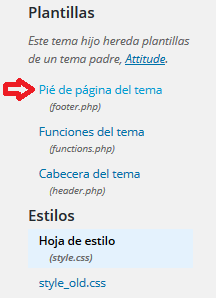 Plantillas
Este tema hijo hereda plantillas
de un tema padre, Attitude.
Pié de página del tema
(footer.php)
Funciones del tema
(functions.php)
Cabecera del tema
(header.php)
Estilos
Hoja de estilo
(style.css)
style_old.css